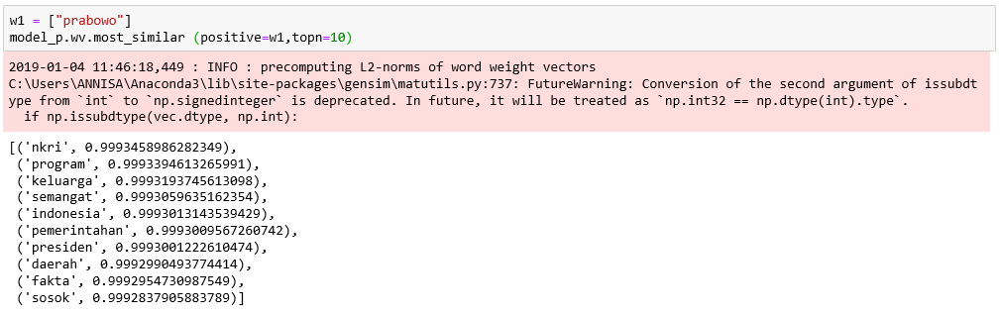 w1 = ["prabowo"]
model_p.wv.most_similar (positive=w1,topn=10)
2019-01-04 11:46:18,449 : INFO : precomputing L2-norms of word weight vectors
C:\Users\ANNISA\Anaconda3\lib\site-packages\gensim\matutils.py:737: FutureWarning: Conversion of the second argument of issubdt
ype from `int` to `np.signedinteger` is deprecated. In future, it will be treated as `np.int32 == np.dtype(int).type`.
  if np.issubdtype(vec.dtype, np.int):
[('nkri', 0.9993458986282349),
 ('program', 0.9993394613265991),
 ('keluarga', 0.9993193745613098),
 ('semangat', 0.9993059635162354),
 ('indonesia', 0.9993013143539429),
 ('pemerintahan', 0.9993009567260742),
 ('presiden', 0.9993001222610474),
 ('daerah', 0.9992990493774414),
 ('fakta', 0.9992954730987549),
 ('sosok', 0.9992837905883789)]